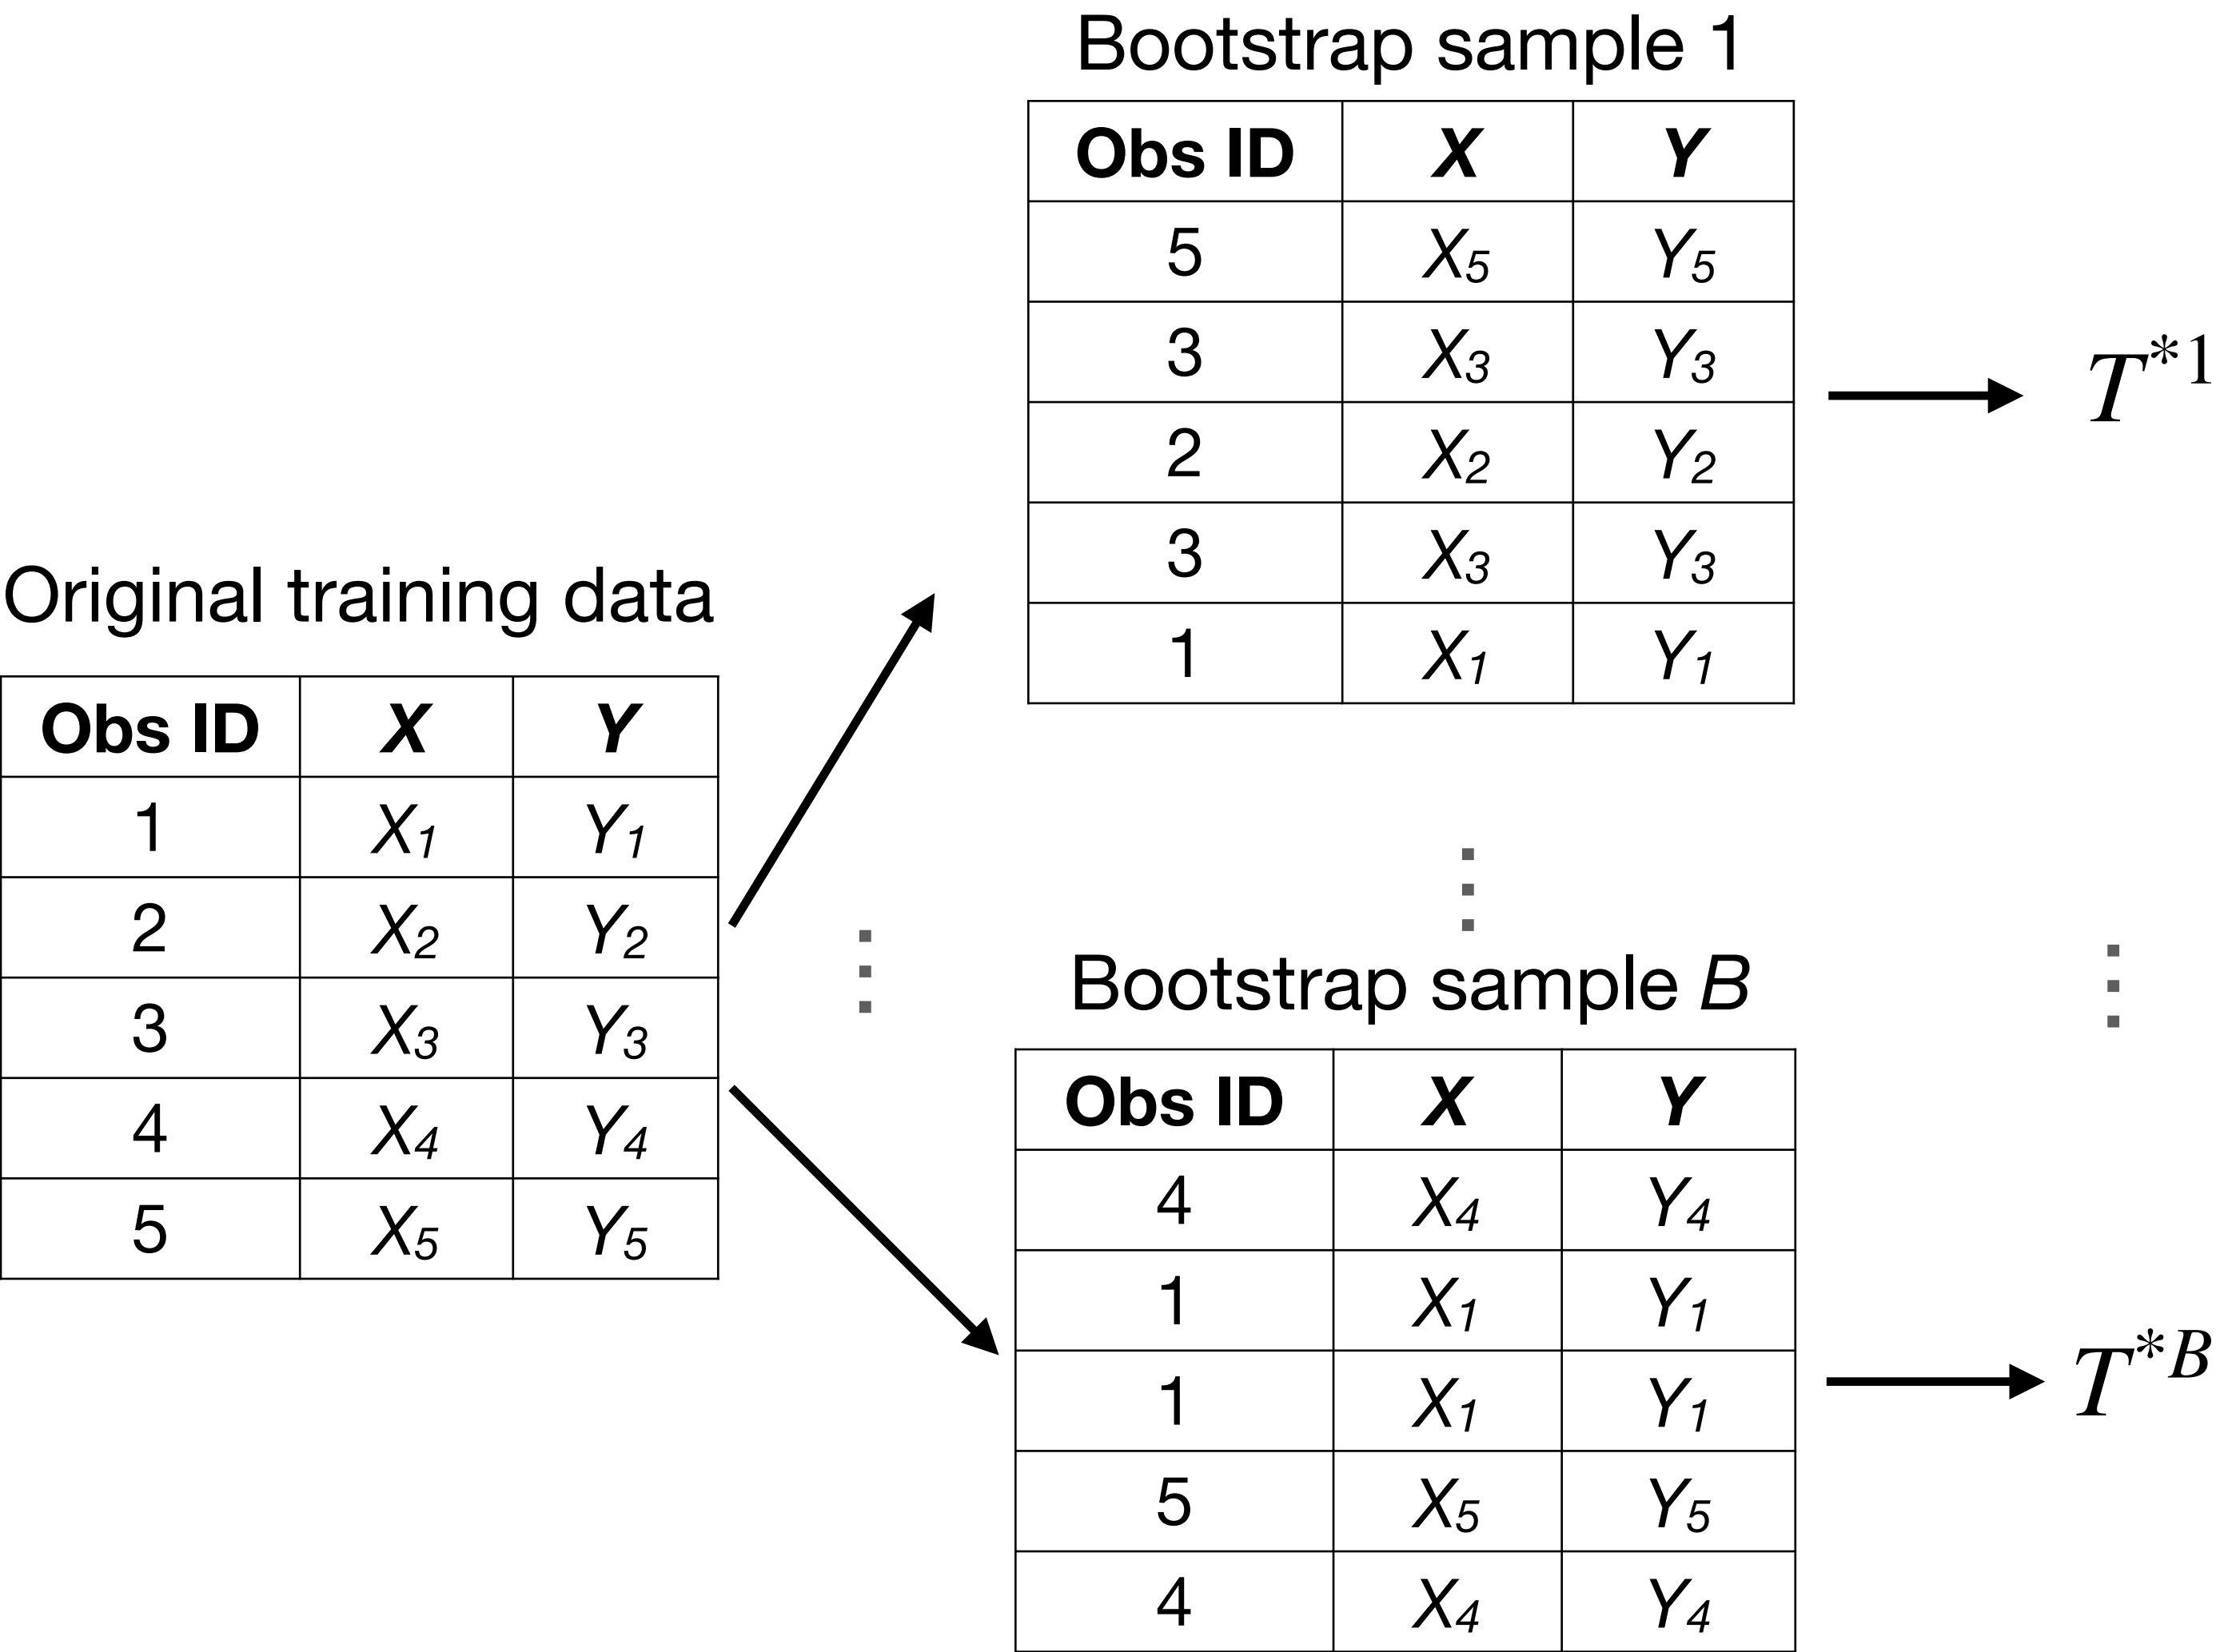 Original training data
Obs ID X Y
1 X1 Y1
2 X2 Y2
3 X3 Y3
4 X4 Y4
5 X5 Y5
Bootstrap sample 1
Obs ID X Y
5 X5 Y5
3 X3 Y3
2 X2 Y2
3 X3 Y3
1 X1 Y1
T*1
Bootstrap sample B
Obs ID X Y
4 X4 Y4
1 X1 Y1
1 X1 Y1
5 X5 Y5
4 X4 Y4
T*B